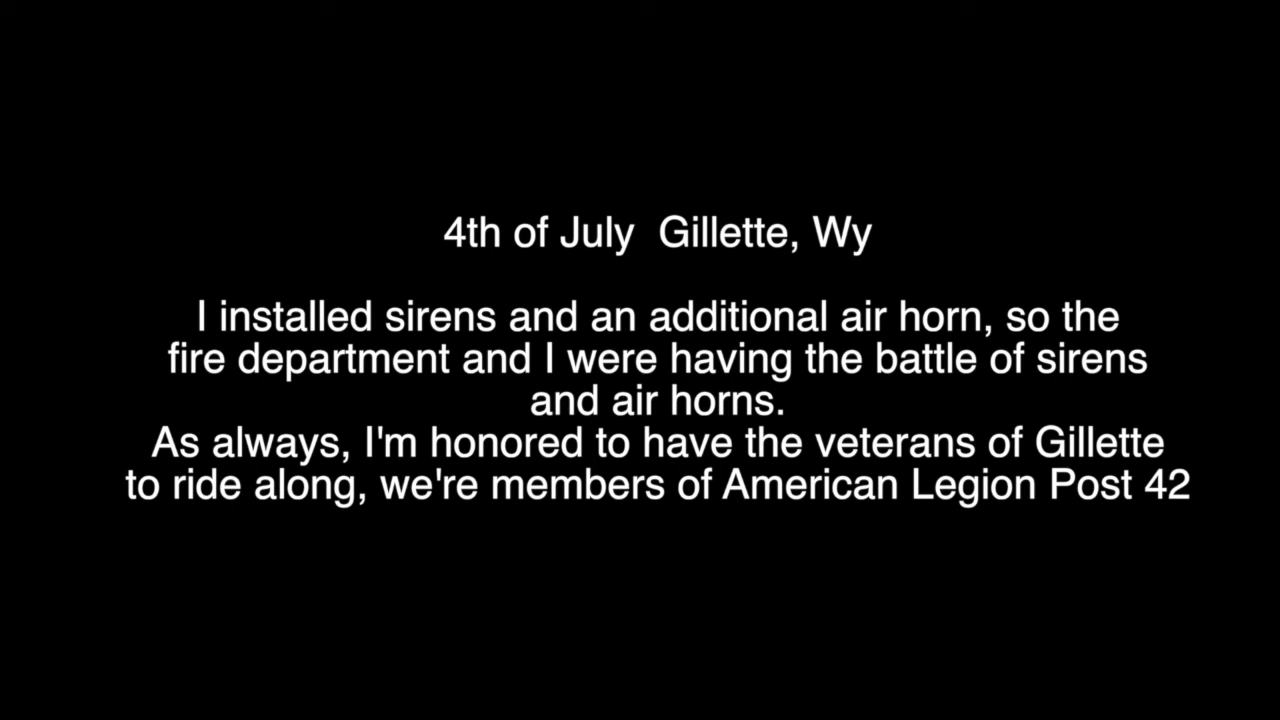 4th of July  Gillette, Wy
I installed sirens and an additional air horn, so the
fire department and I were having the battle of sirens
and air horns.
As always, I'm honored to have the veterans of Gillette
to ride along, we're members of American Legion Post 42